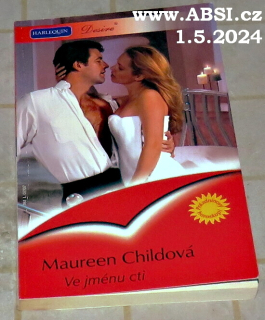 www.ABSI.cz
1.5.2024
HARLEQUIN
Desire
Maureen Childová
Ve jménu cti